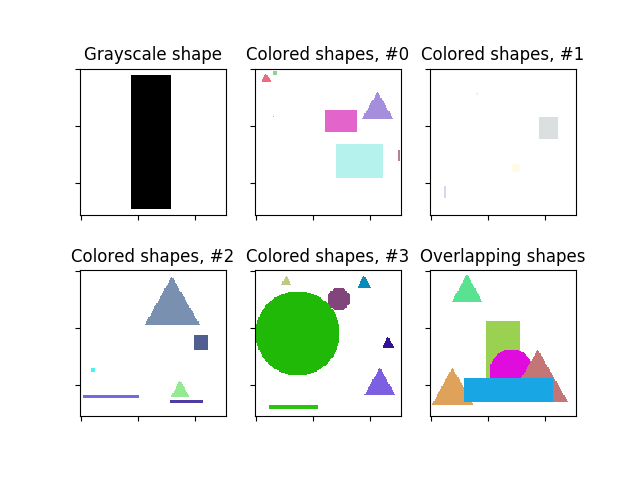 Grayscale shape
Colored shapes, #0
Colored shapes, #1
Colored shapes, #2
Colored shapes, #3
Overlapping shapes